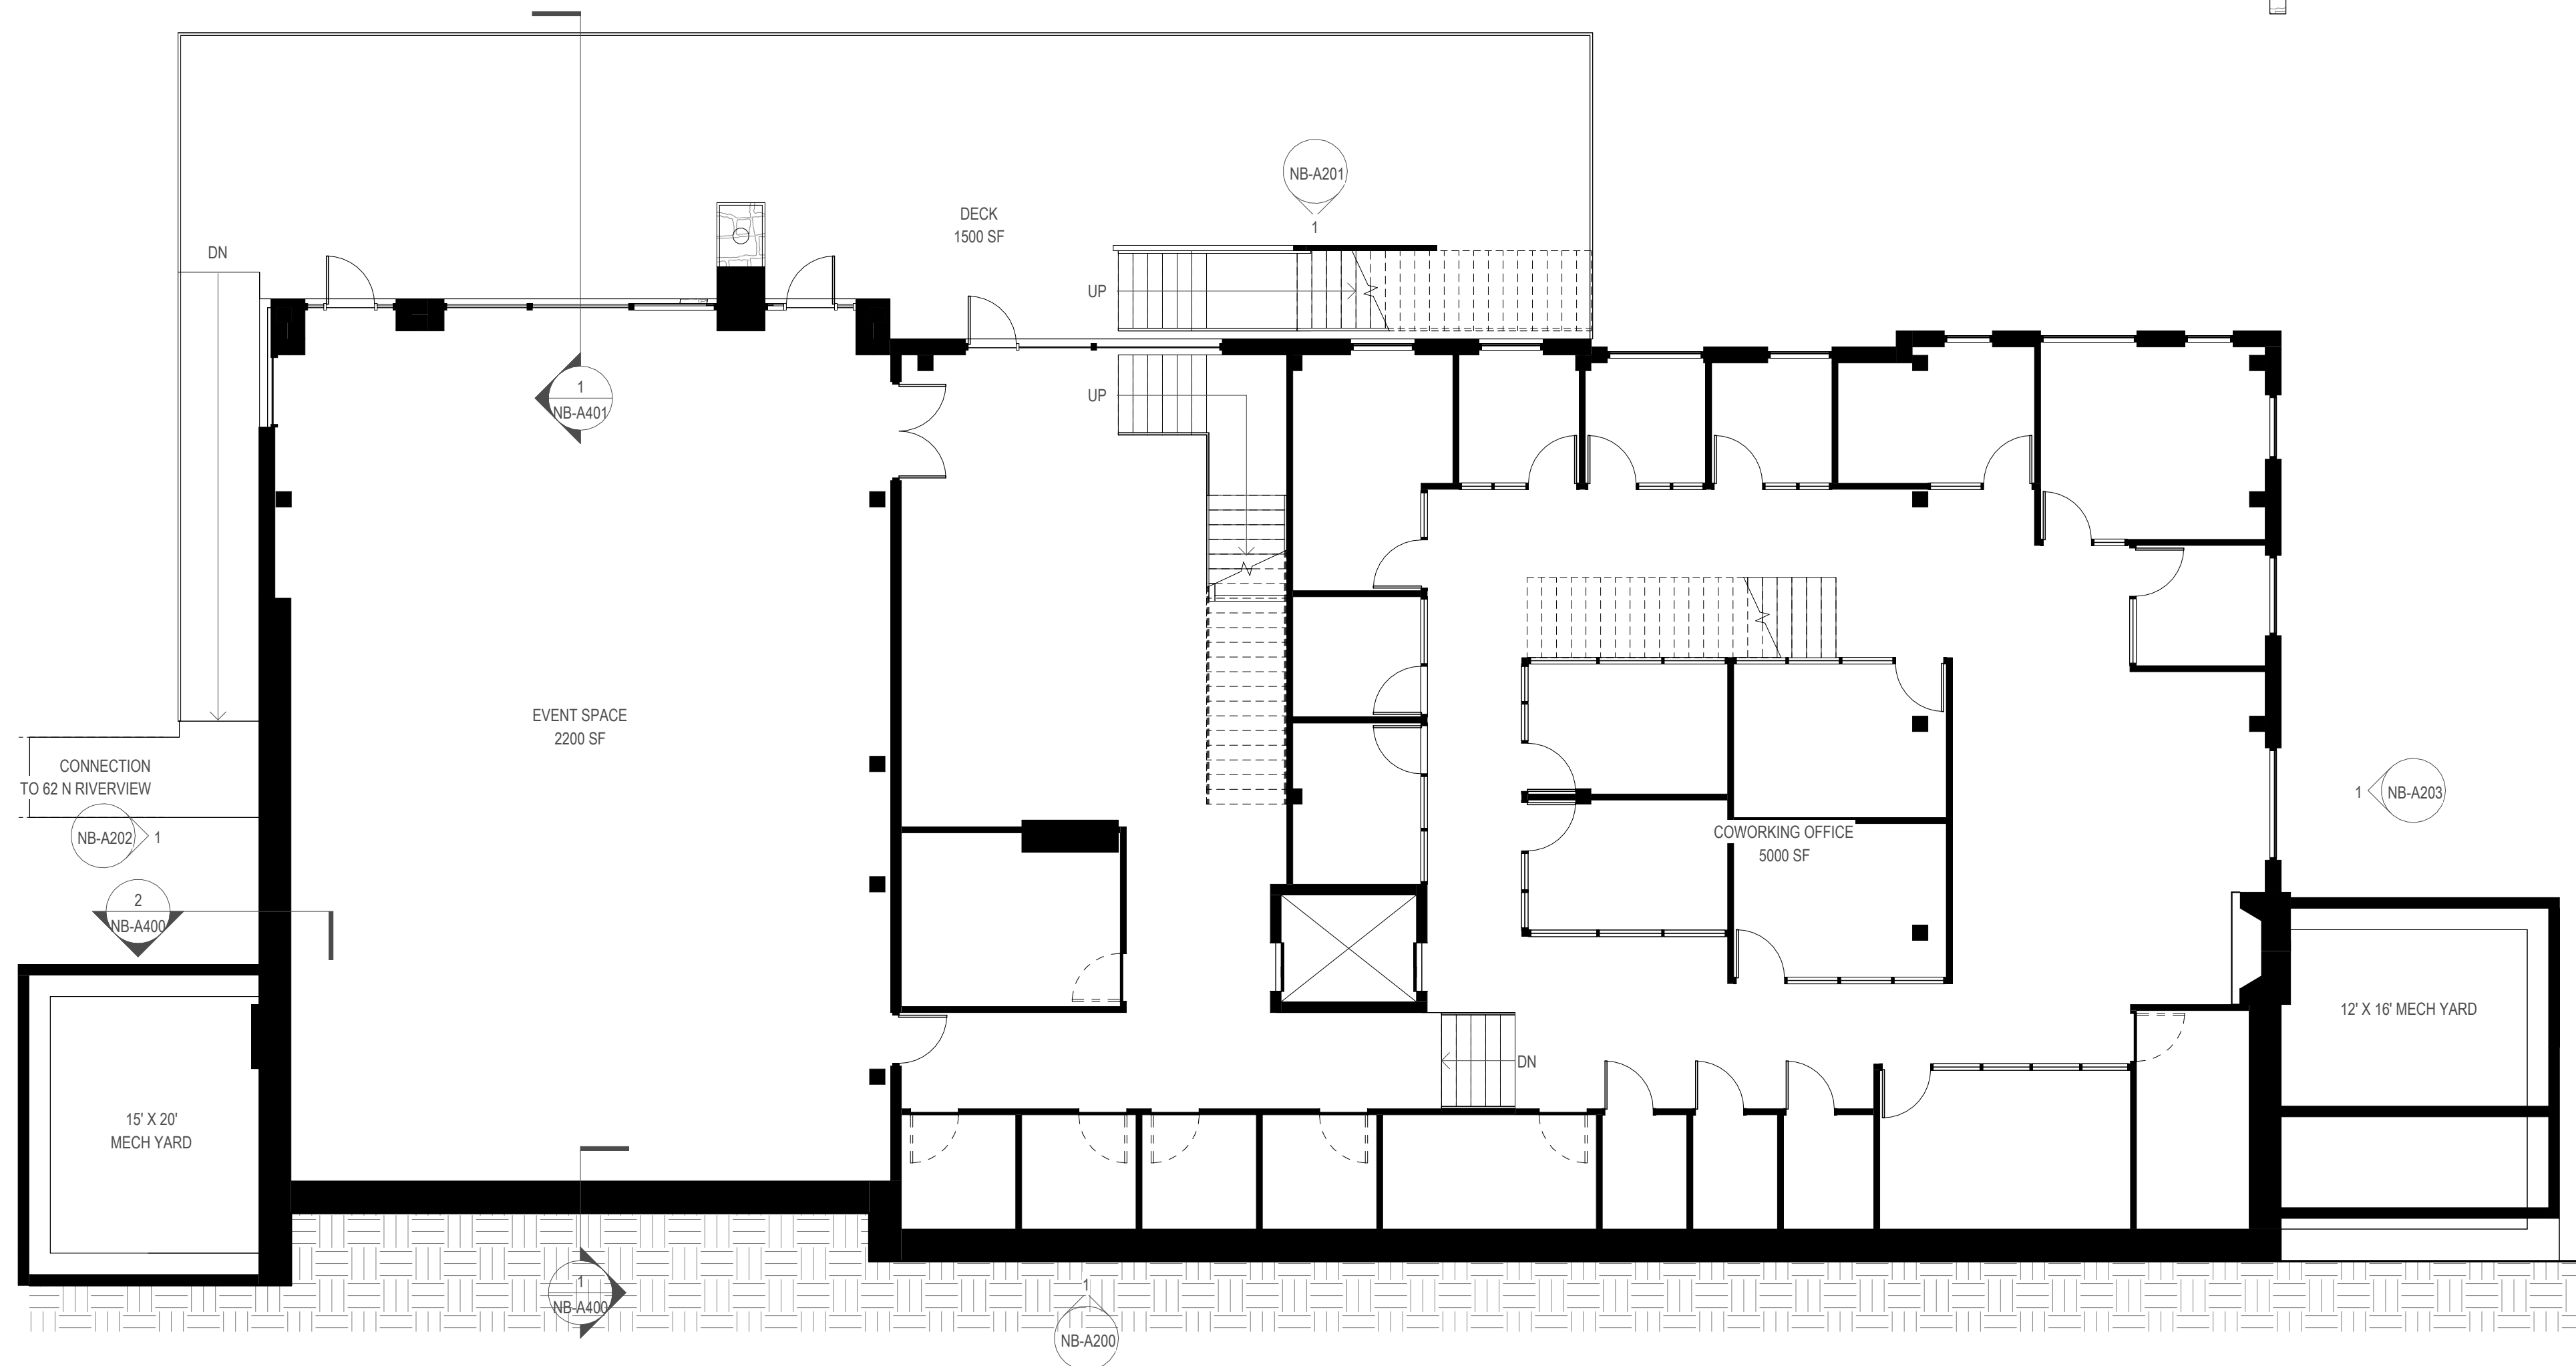 NB-A201
1
DECK
1500 SF
DN
UP
UP
1
NB-A401
EVENT SPACE
2200 SF
CONNECTION
TO 62 N RIVERVIEW
NB-A202
1
1
NB-A203
COWORKING OFFICE
5000 SF
2
NB-A400
12' X 16' MECH YARD
DN
15' X 20'
MECH YARD
1
NB-A400
1
NB-A200